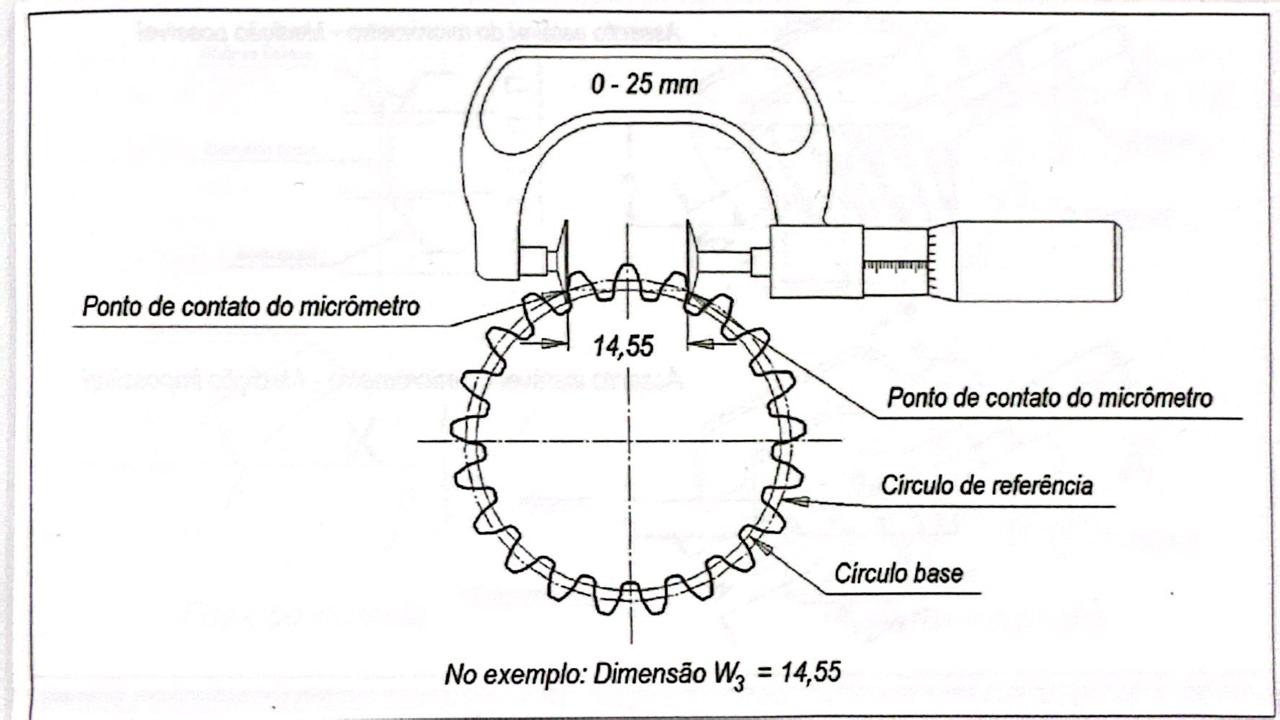 0 - 25 mm
Ponto de contato do micrômetro
14,55
Ponto de contato do micrômetro
Círculo de referência
Círculo base
No exemplo: Dimensão W3 = 14,55